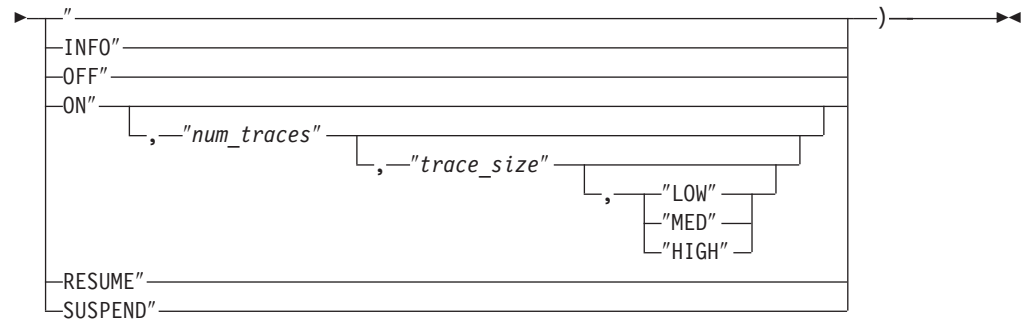 " )
INFO"
OFF"
ON"
, "num_traces"
, "trace_size"
, "LOW"
"MED"
"HIGH"
RESUME"
SUSPEND"